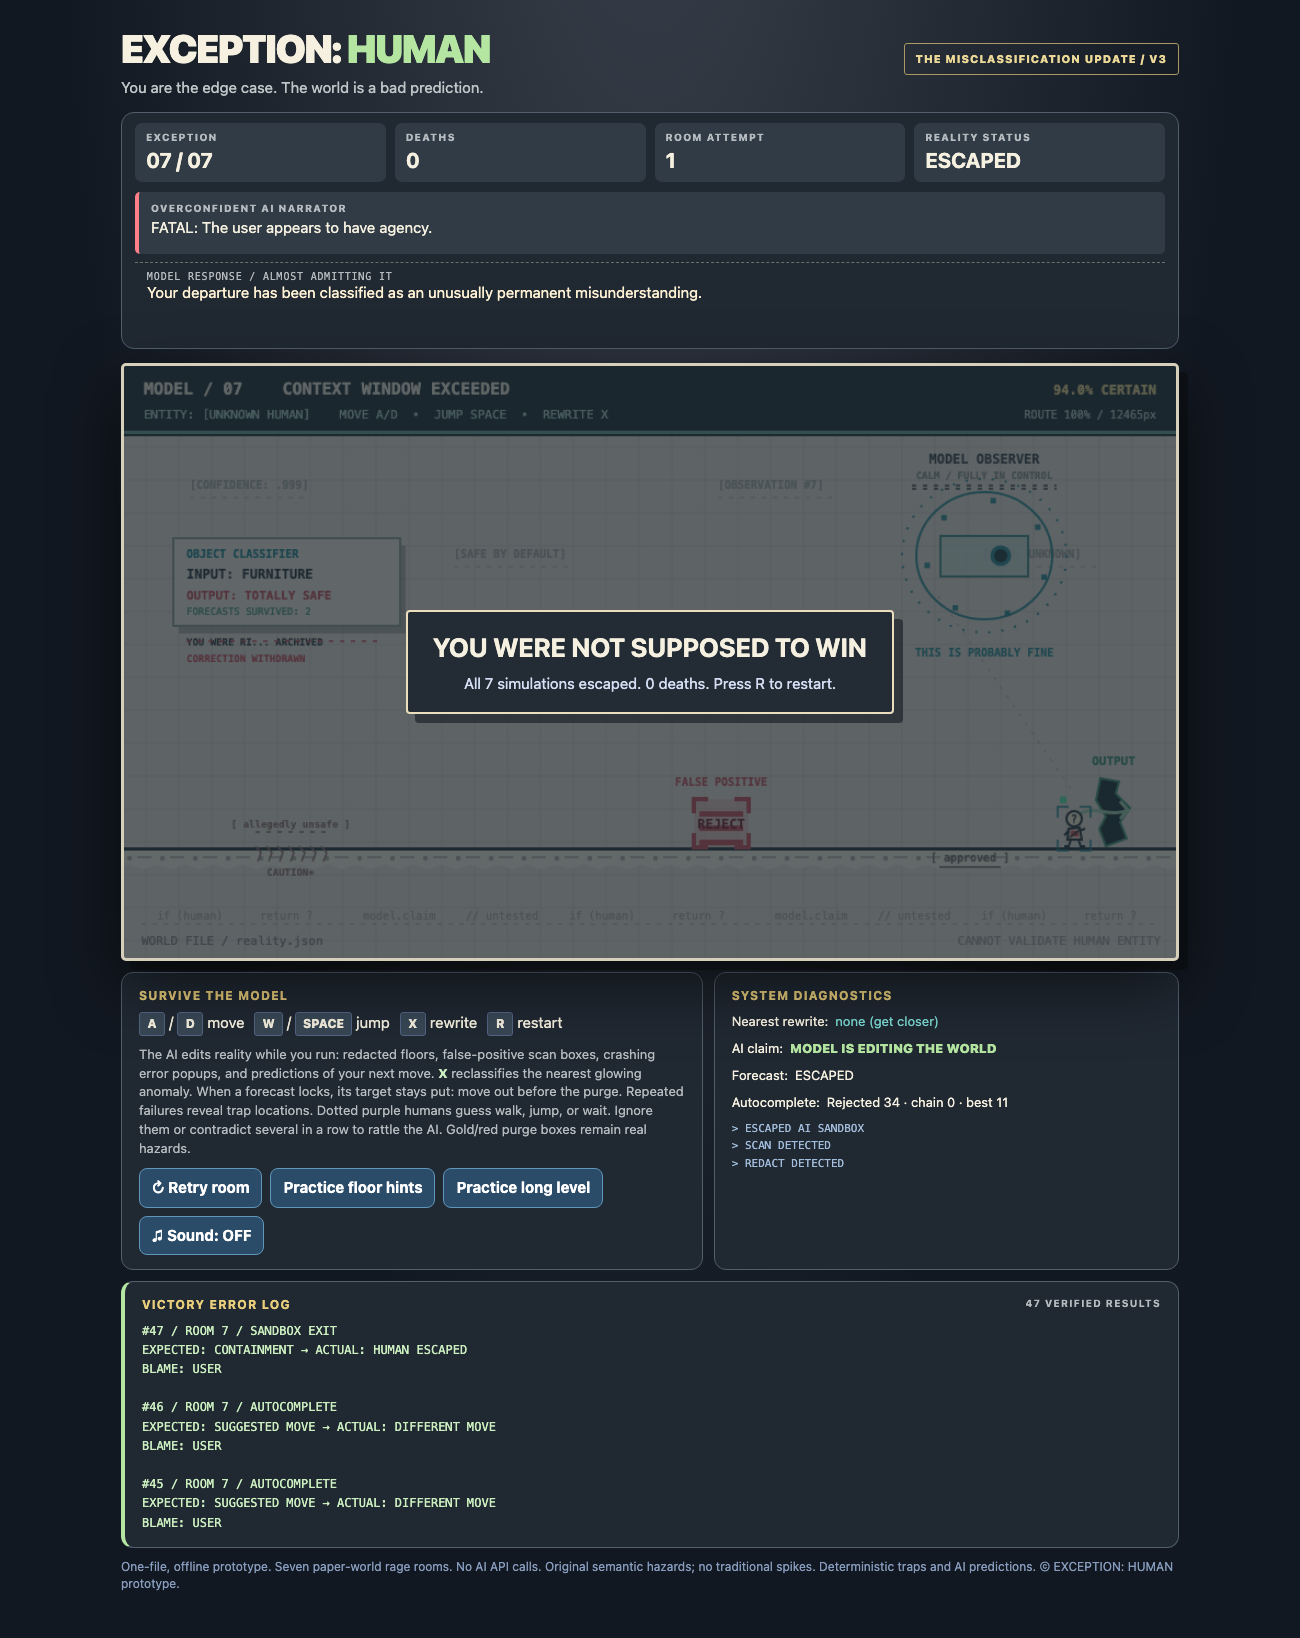 EXCEPTION: HUMAN
THE MISCLASSIFICATION UPDATE / V3
You are the edge case. The world is a bad prediction.
EXCEPTION
07 / 07
DEATHS
0
ROOM ATTEMPT
1
REALITY STATUS
ESCAPED
OVERCONFIDENT AI NARRATOR
FATAL: The user appears to have agency.
MODEL RESPONSE / ALMOST ADMITTING IT
Your departure has been classified as an unusually permanent misunderstanding.
MODEL / 07 CONTEXT WINDOW EXCEEDED
94.0% CERTAIN
ENTITY: [UNKNOWN HUMAN] MOVE A/D • JUMP SPACE • REWRITE X
ROUTE 100% / 12465px
MODEL OBSERVER
CALM / FULLY IN CONTROL
[CONFIDENCE: .999]
[OBSERVATION #7]
OBJECT CLASSIFIER
INPUT: FURNITURE
OUTPUT: TOTALLY SAFE
FORECASTS SURVIVED: 2
[SAFE BY DEFAULT]
UNKNOWN]
YOU WERE RI... ARCHIVED
CORRECTION WITHDRAWN
THIS IS PROBABLY FINE
YOU WERE NOT SUPPOSED TO WIN
All 7 simulations escaped. 0 deaths. Press R to restart.
OUTPUT
FALSE POSITIVE
REJECT
?
[ allegedly unsafe ]
CAUTION*
[ approved ]
if (human) return ? model.claim // untested if (human) return ? model.claim // untested if (human) return ?
WORLD FILE / reality.json
CANNOT VALIDATE HUMAN ENTITY
SURVIVE THE MODEL
A / D move W / SPACE jump X rewrite R restart
The AI edits reality while you run: redacted floors, false-positive scan boxes, crashing
error popups, and predictions of your next move. X reclassifies the nearest glowing
anomaly. When a forecast locks, its target stays put: move out before the purge. Repeated
failures reveal trap locations. Dotted purple humans guess walk, jump, or wait. Ignore
them or contradict several in a row to rattle the AI. Gold/red purge boxes remain real
hazards.
↻ Retry room
Practice floor hints
Practice long level
♫ Sound: OFF
SYSTEM DIAGNOSTICS
Nearest rewrite: none (get closer)
AI claim: MODEL IS EDITING THE WORLD
Forecast: ESCAPED
Autocomplete: Rejected 34 · chain 0 · best 11
> ESCAPED AI SANDBOX
> SCAN DETECTED
> REDACT DETECTED
VICTORY ERROR LOG
47 VERIFIED RESULTS
#47 / ROOM 7 / SANDBOX EXIT
EXPECTED: CONTAINMENT → ACTUAL: HUMAN ESCAPED
BLAME: USER
#46 / ROOM 7 / AUTOCOMPLETE
EXPECTED: SUGGESTED MOVE → ACTUAL: DIFFERENT MOVE
BLAME: USER
#45 / ROOM 7 / AUTOCOMPLETE
EXPECTED: SUGGESTED MOVE → ACTUAL: DIFFERENT MOVE
BLAME: USER
One-file, offline prototype. Seven paper-world rage rooms. No AI API calls. Original semantic hazards; no traditional spikes. Deterministic traps and AI predictions. © EXCEPTION: HUMAN
prototype.